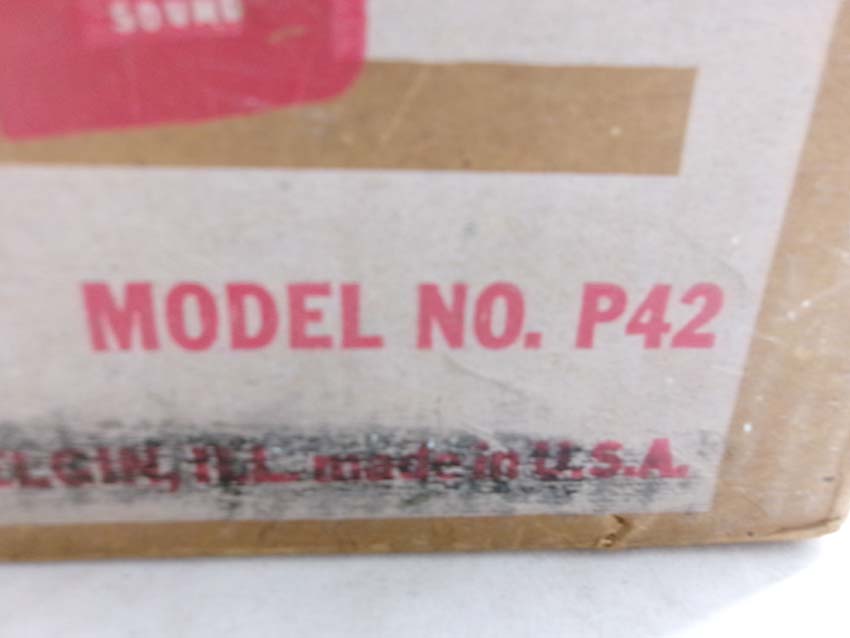 SOUND
MODEL NO. P42
ELGIN, ILL. made in U.S.A.